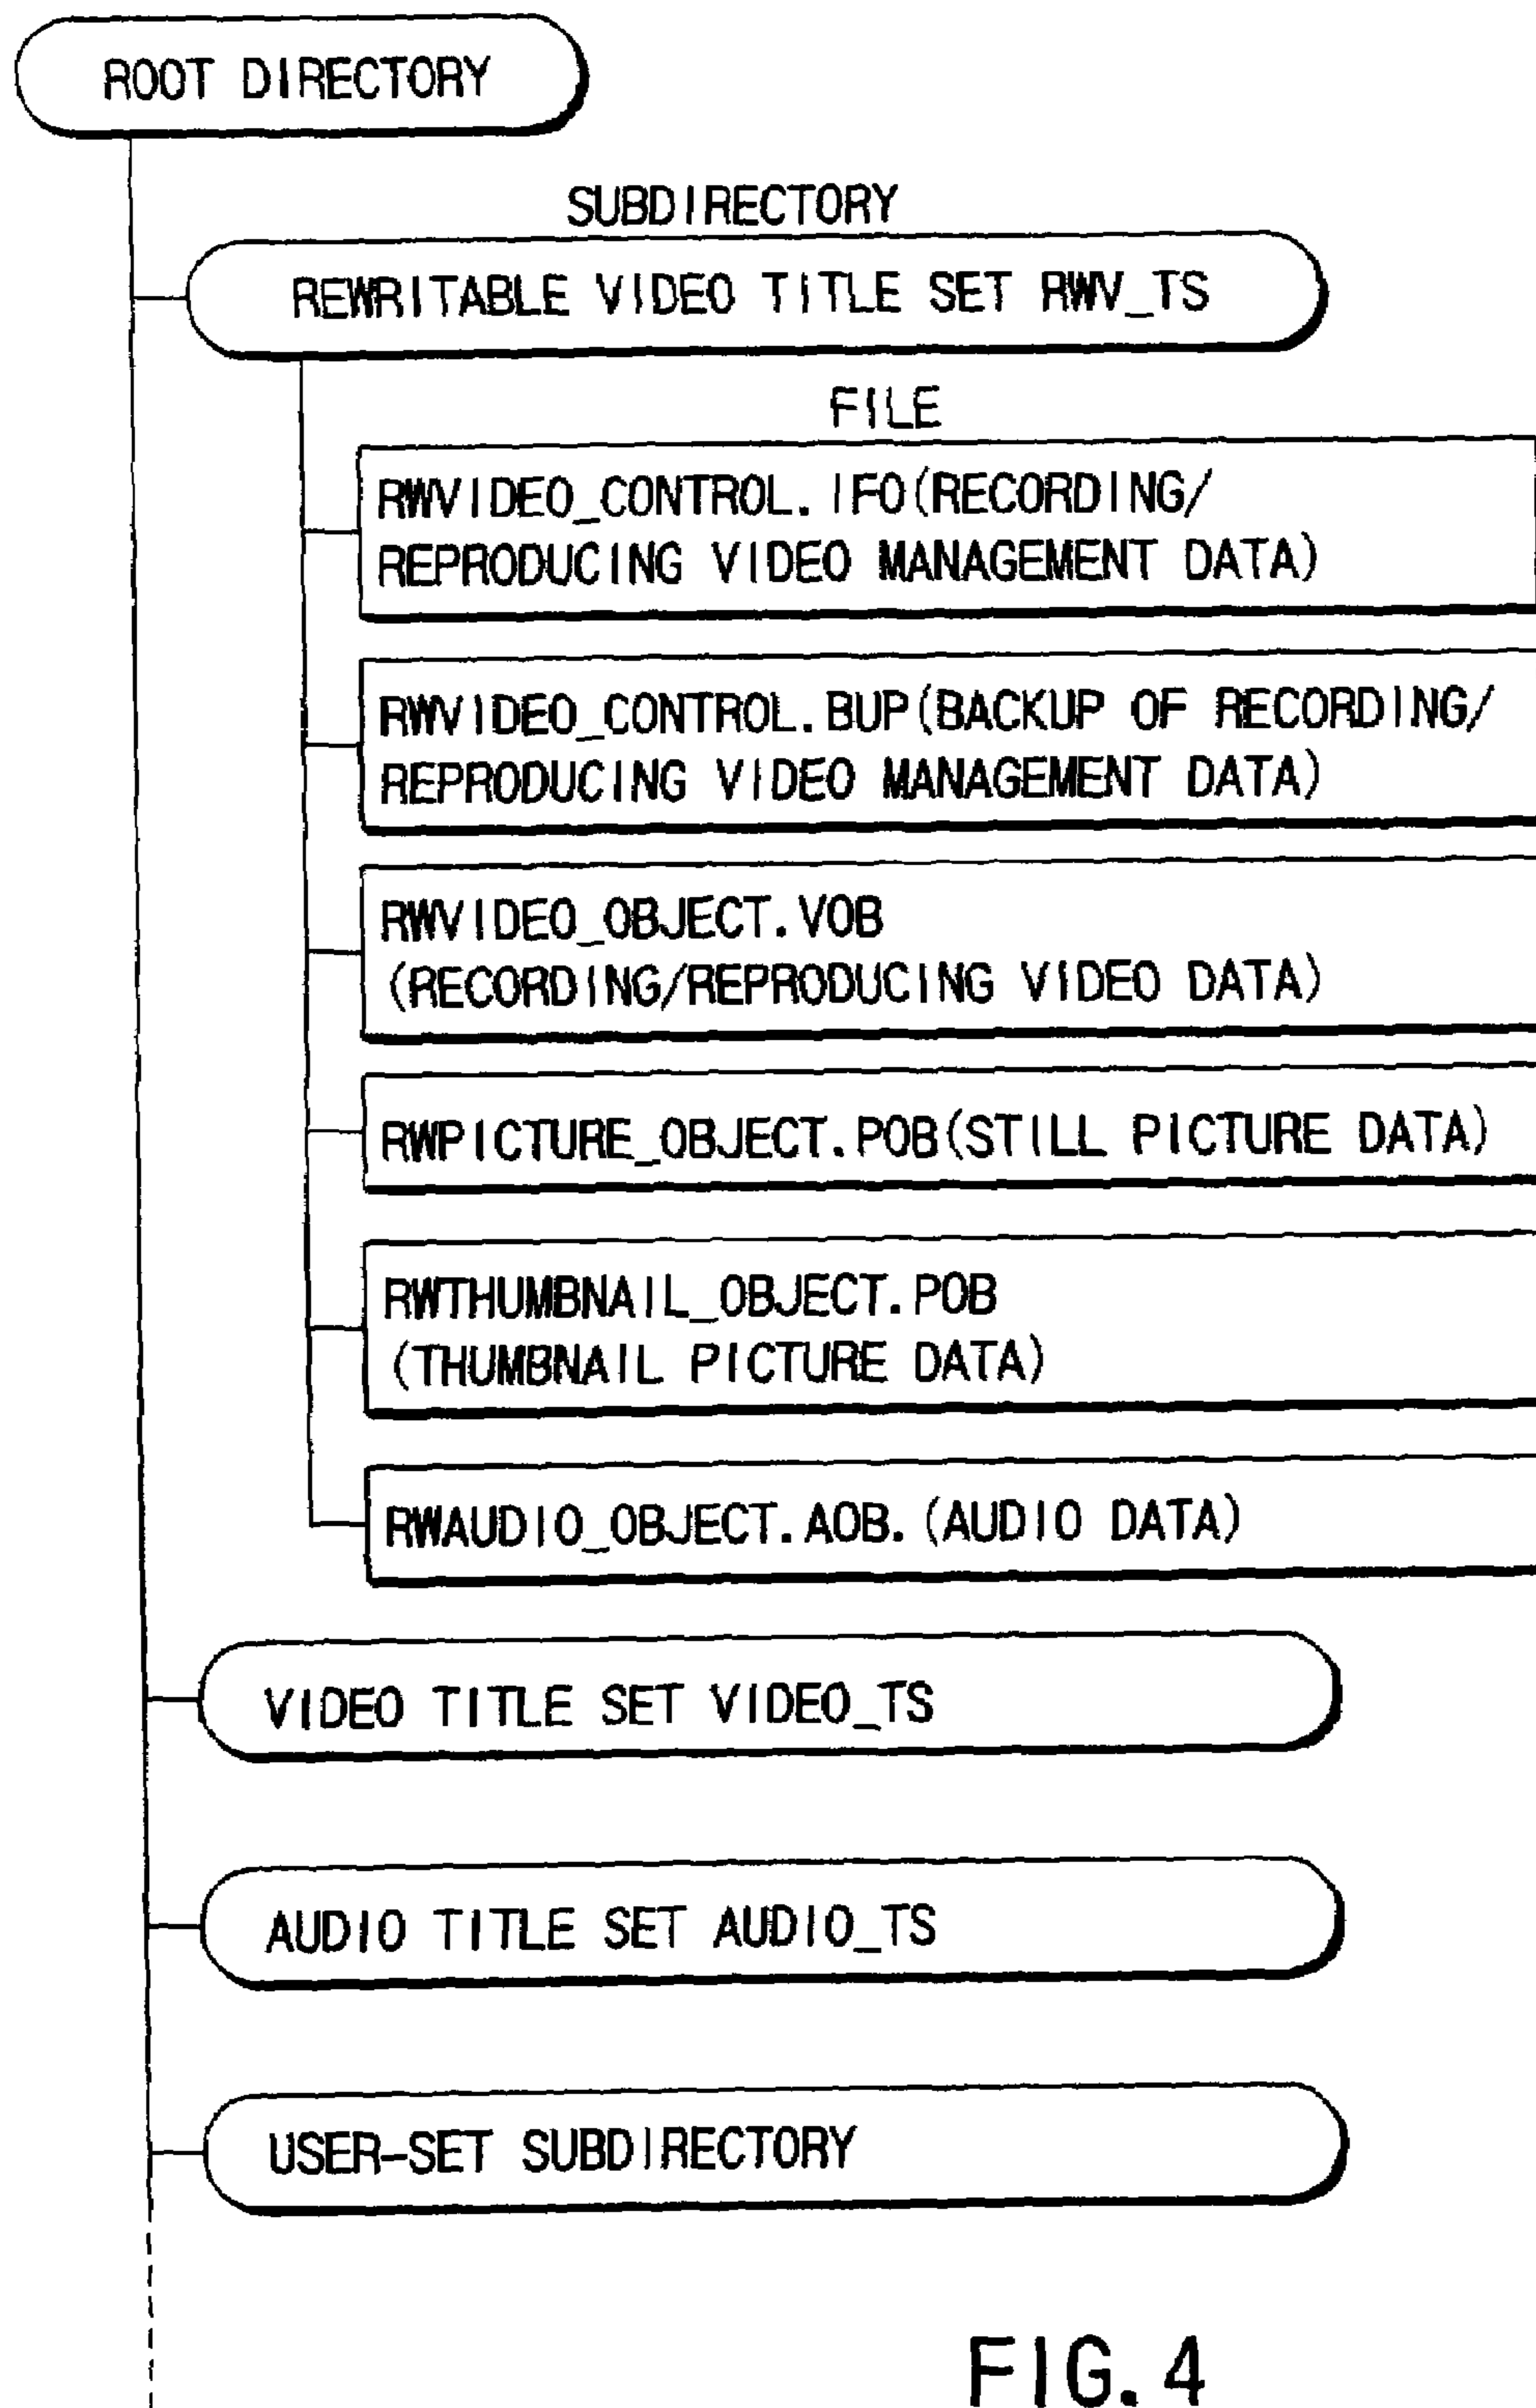 ROOT DIRECTORY
SUBDIRECTORY
REWRITABLE VIDEO TITLE SET RWV_TS
FILE
RWVIDEO_CONTROL.IFO(RECORDING/
REPRODUCING VIDEO MANAGEMENT DATA)
RWVIDEO_CONTROL.BUP(BACKUP OF RECORDING/
REPRODUCING VIDEO MANAGEMENT DATA)
RWVIDEO_OBJECT.VOB
(RECORDING/REPRODUCING VIDEO DATA)
RWPICTURE_OBJECT.POB(STILL PICTURE DATA)
RWTHUMBNAIL_OBJECT.POB
(THUMBNAIL PICTURE DATA)
RWAUDIO_OBJECT.AOB.(AUDIO DATA)
VIDEO TITLE SET VIDEO_TS
AUDIO TITLE SET AUDIO_TS
USER-SET SUBDIRECTORY
FIG.4